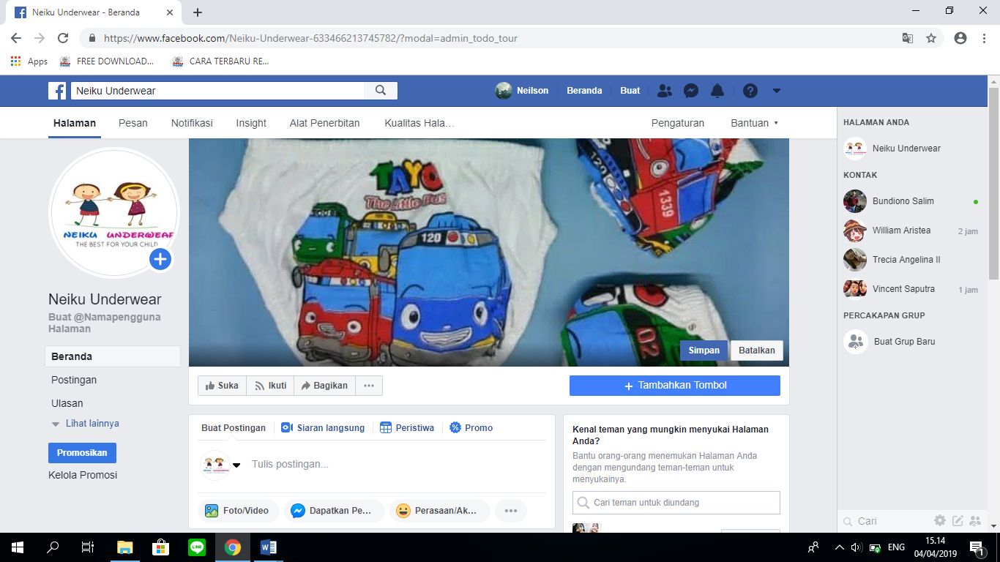 Neiku Underwear - Beranda
https://www.facebook.com/Neiku-Underwear-633466213745782/?modal=admin_todo_tour
Apps FREE DOWNLOAD... CARA TERBARU RE...
Neiku Underwear
Neilson Beranda Buat
Halaman Pesan Notifikasi Insight Alat Penerbitan Kualitas Hala... Pengaturan Bantuan
NEIKU UNDERWEAR
THE BEST FOR YOUR CHILD
Neiku Underwear
Buat @Namapengguna
Halaman
Beranda
Postingan
Ulasan
Lihat lainnya
Promosikan
Kelola Promosi
TAYO
The Little Bus
120
120
1339
02
Simpan Batalkan
Suka Ikuti Bagikan
+ Tambahkan Tombol
Buat Postingan Siaran langsung Peristiwa Promo
Tulis postingan...
Foto/Video Dapatkan Pe... Perasaan/Ak...
Kenal teman yang mungkin menyukai Halaman
Anda?
Bantu orang-orang menemukan Halaman Anda
dengan mengundang teman-teman untuk
menyukainya.
Cari teman untuk diundang
HALAMAN ANDA
Neiku Underwear
KONTAK
Bundiono Salim
William Aristea 2 jam
Trecia Angelina II
Vincent Saputra 1 jam
PERCAKAPAN GRUP
Buat Grup Baru
Cari
LINE
ENG
15.14
04/04/2019
1